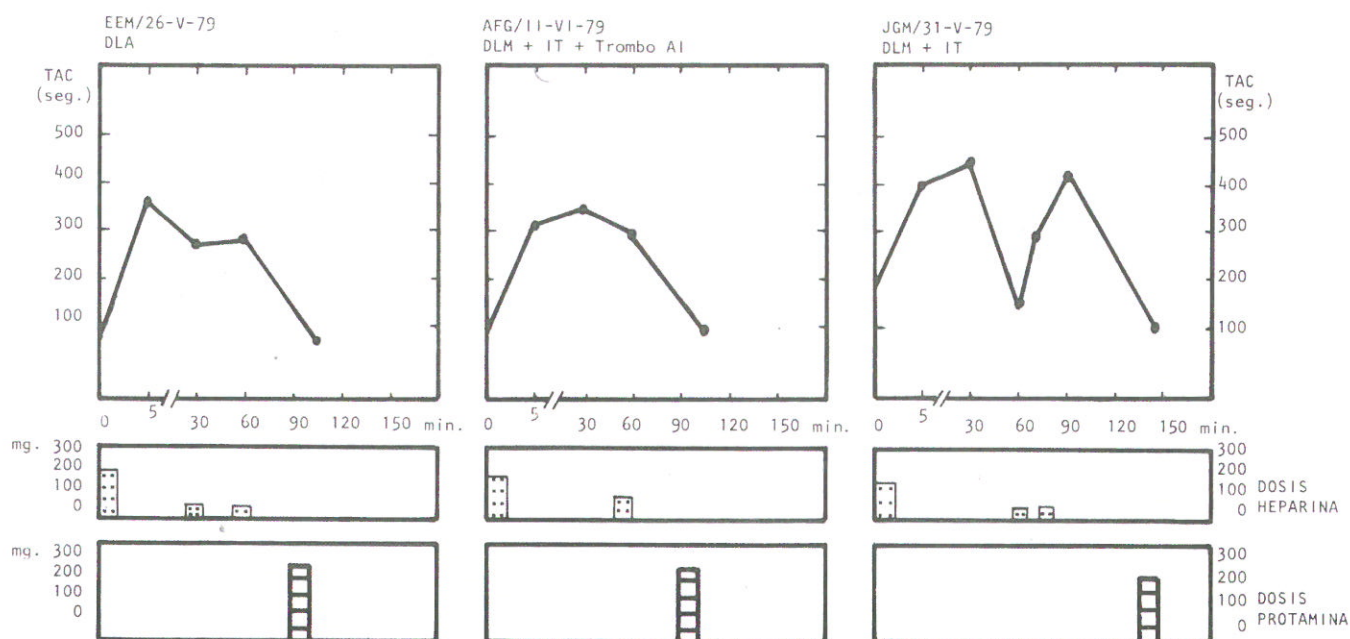 EEM/26-V-79
DLA
AFG/11-VI-79
DLM + IT + Trombo AI
JGM/31-V-79
DLM + IT
TAC
(seg.)
500
400
300
200
100
TAC
(seg.)
500
400
300
200
100
0 5 30 60 90 120 150 min.
0 5 30 60 90 120 150 min.
0 5 30 60 90 120 150 min.
mg. 300
200
100
0
300
200
100
0
DOSIS
HEPARINA
mg. 300
200
100
0
300
200
100
0
DOSIS
PROTAMINA